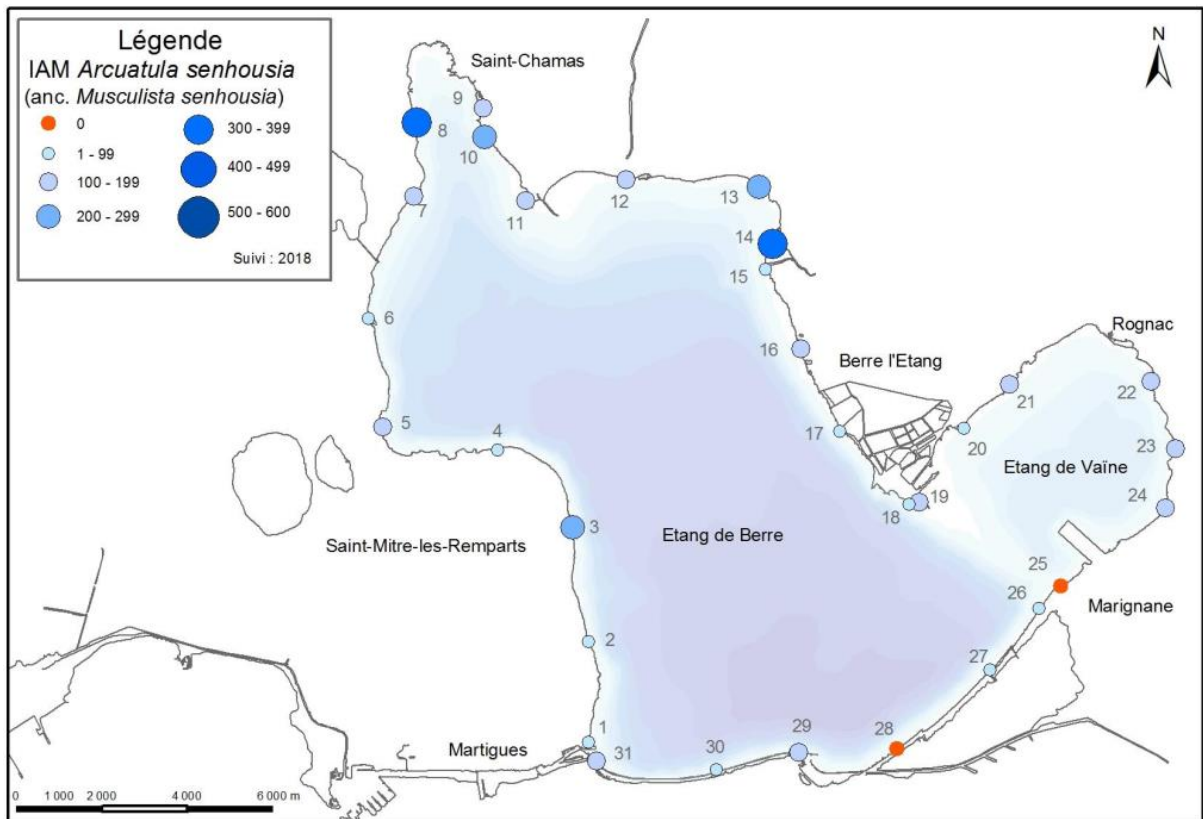 Légende
IAM Arcuatula senhousia
(anc. Musculista senhousia)
0
1 - 99
100 - 199
200 - 299
300 - 399
400 - 499
500 - 600
Suivi : 2018
N
Saint-Chamas
9
8
10
7
11
12
13
14
15
6
16
Berre l'Etang
Rognac
21
22
5
4
17
20
23
Etang de Vaïne
24
19
18
3
Saint-Mitre-les-Remparts
Etang de Berre
25
26
Marignane
2
27
1
28
29
30
31
Martigues
0 1 000 2 000 4 000 6 000 m